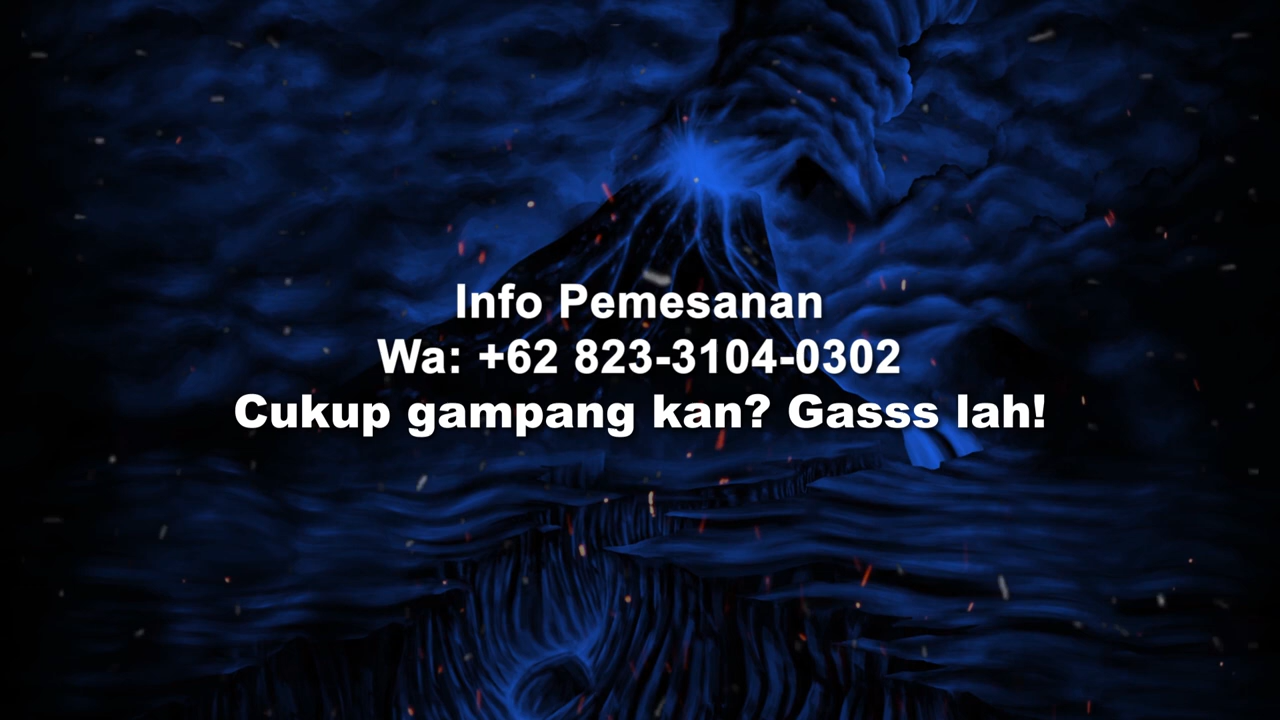 Info Pemesanan
Wa: +62 823-3104-0302
Cukup gampang kan? Gasss lah!